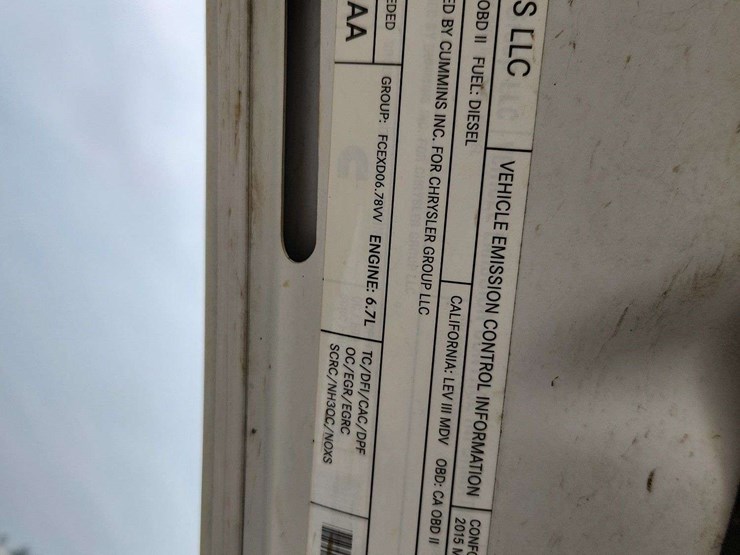 S LLC
VEHICLE EMISSION CONTROL INFORMATION
CONFO
2015 M
OBD II FUEL: DIESEL
CALIFORNIA: LEV III MDV OBD: CA OBD II
ED BY CUMMINS INC. FOR CHRYSLER GROUP LLC
EDED
AA
GROUP: FCEXD06.78VV ENGINE: 6.7L
TC/DFI/CAC/DPF
OC/EGR/EGRC
SCRC/NH3OC/NOXS